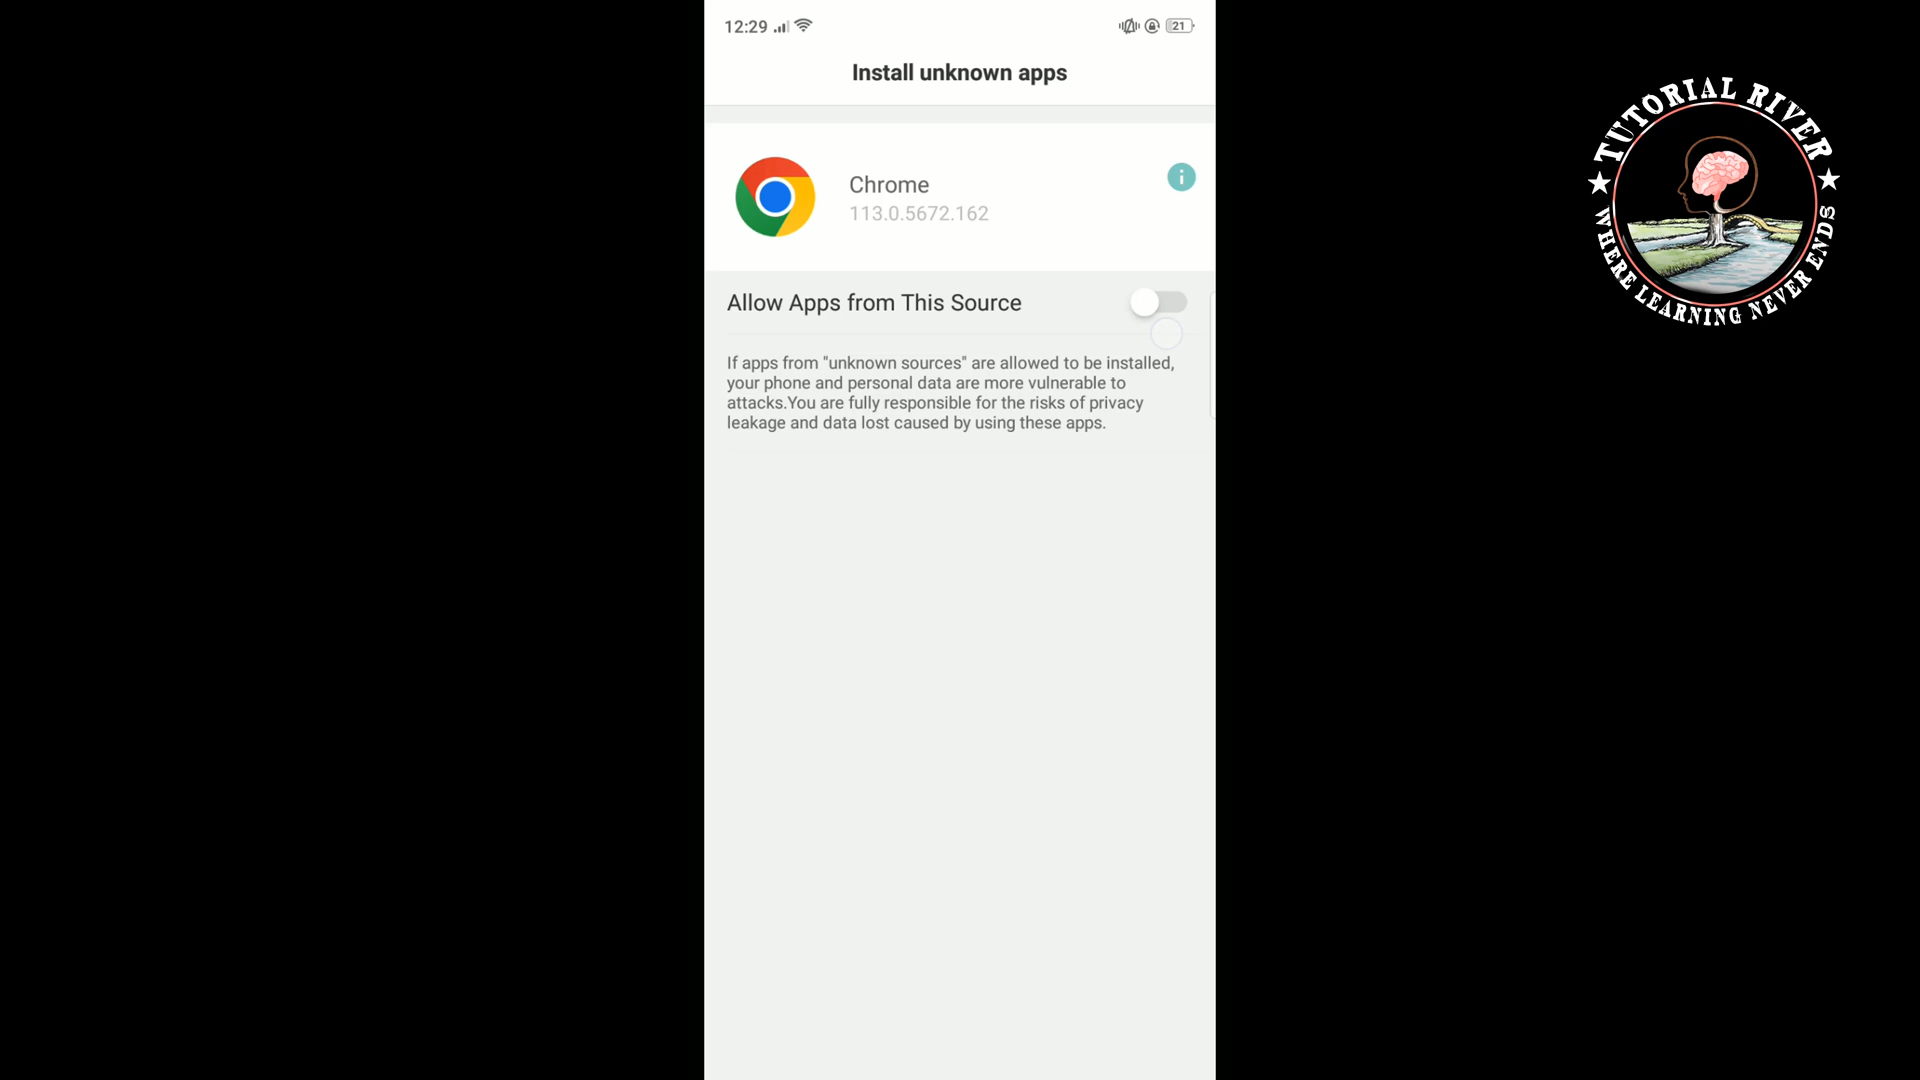 12:29
21
Install unknown apps
Chrome
113.0.5672.162
Allow Apps from This Source
If apps from "unknown sources" are allowed to be installed,
your phone and personal data are more vulnerable to
attacks.You are fully responsible for the risks of privacy
leakage and data lost caused by using these apps.
TUTORIAL RIVER
WHERE LEARNING NEVER ENDS